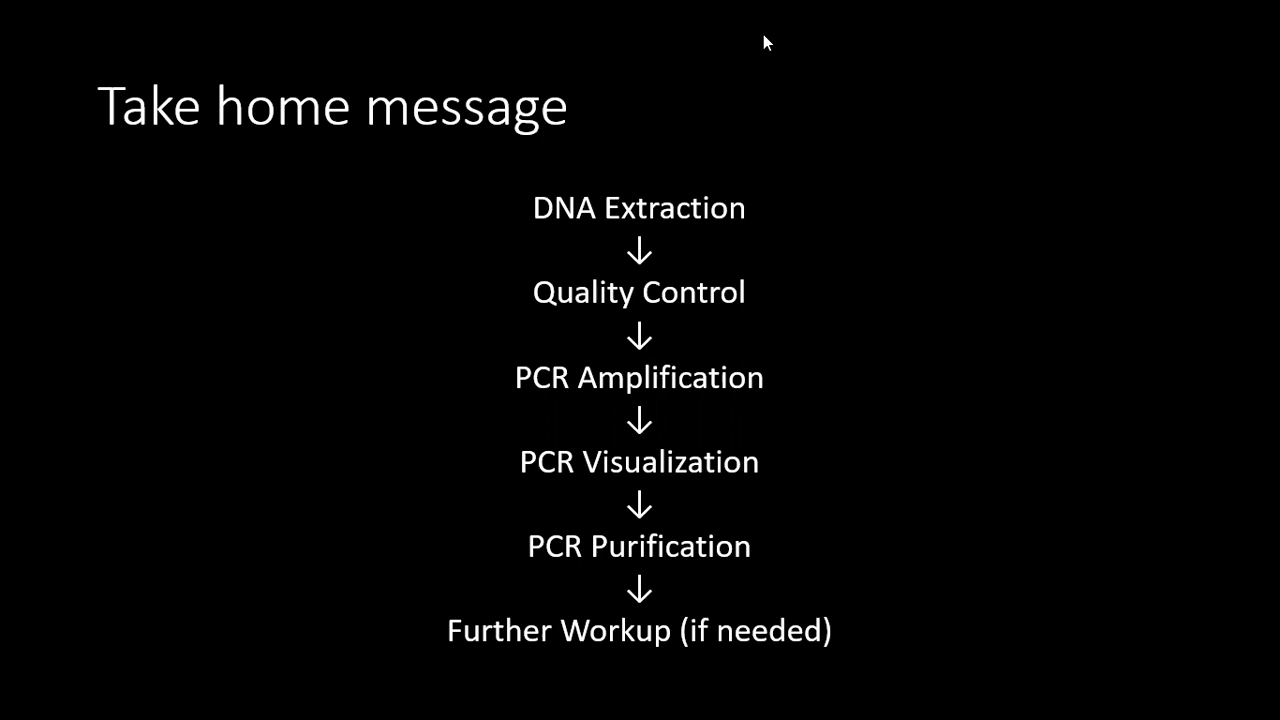 Take home message
DNA Extraction
↓
Quality Control
↓
PCR Amplification
↓
PCR Visualization
↓
PCR Purification
↓
Further Workup (if needed)